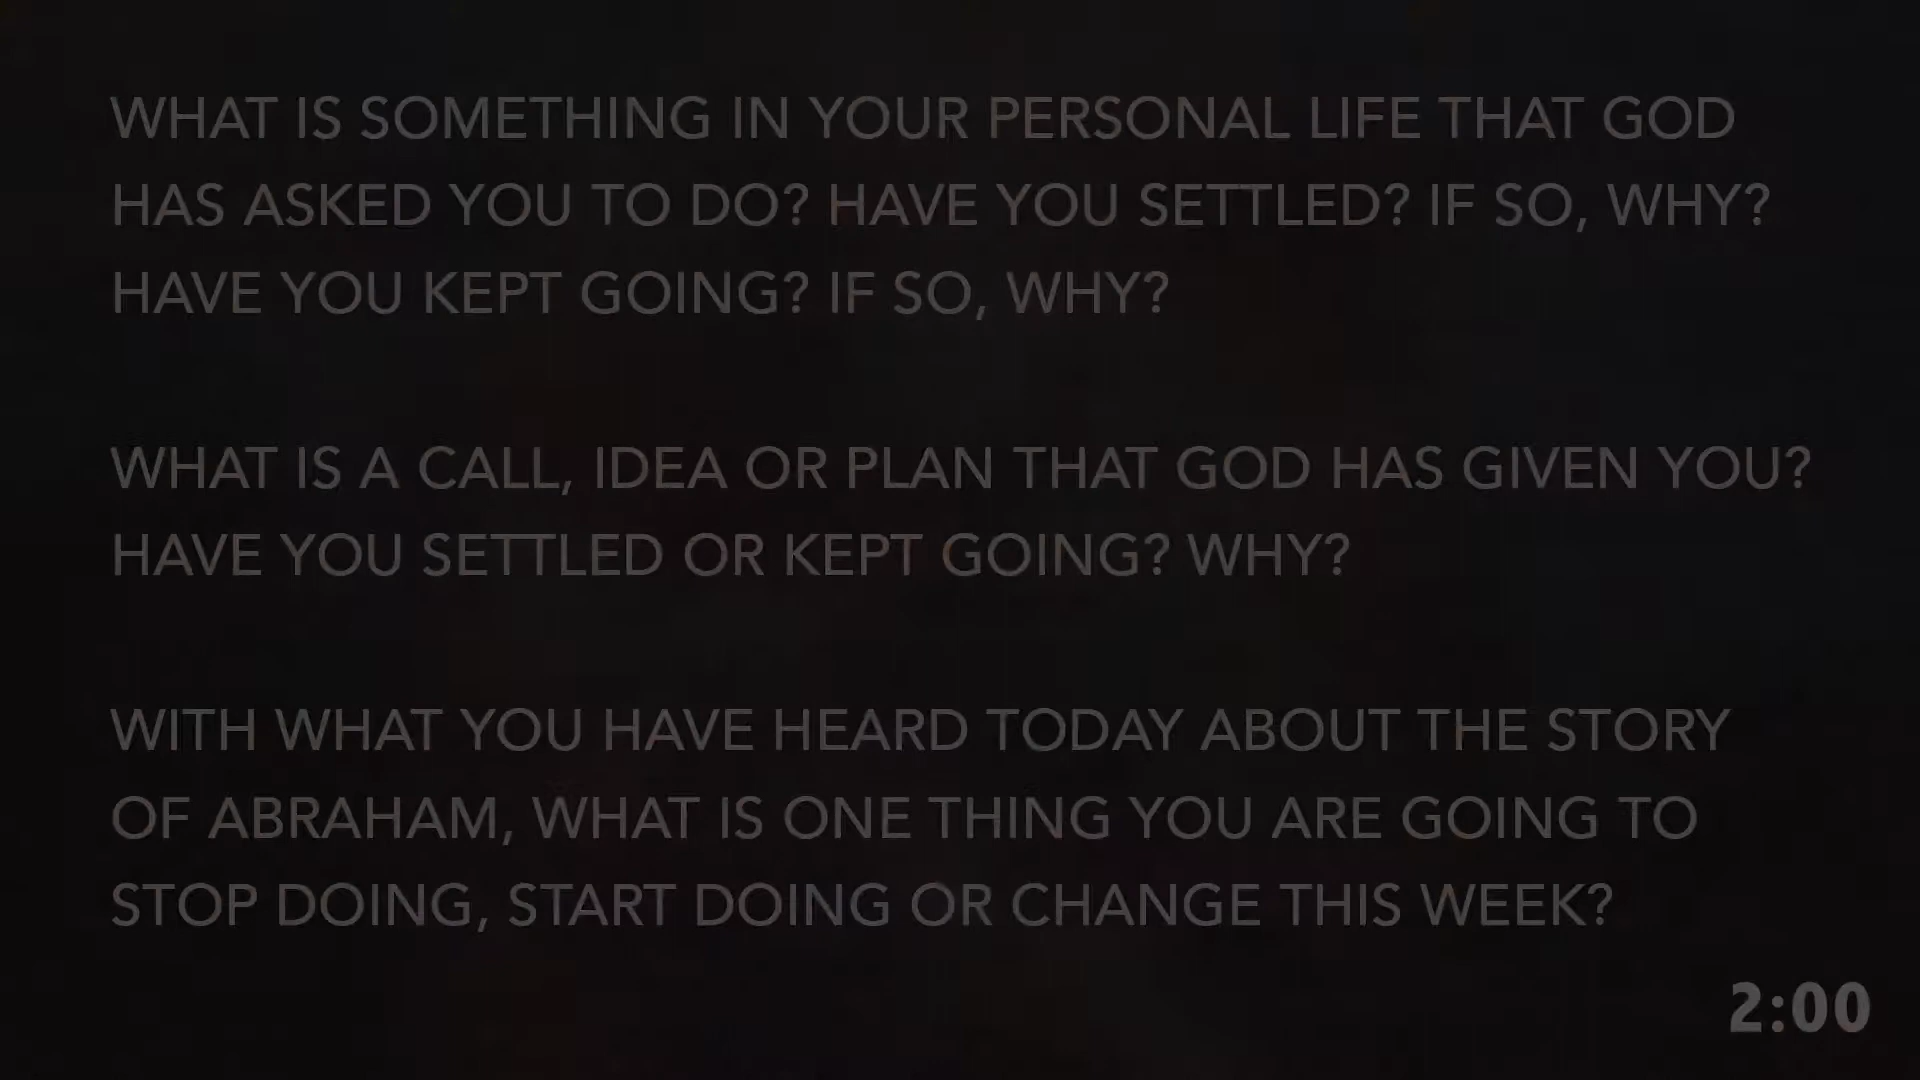 WHAT IS SOMETHING IN YOUR PERSONAL LIFE THAT GOD
HAS ASKED YOU TO DO? HAVE YOU SETTLED? IF SO, WHY?
HAVE YOU KEPT GOING? IF SO, WHY?
WHAT IS A CALL, IDEA OR PLAN THAT GOD HAS GIVEN YOU?
HAVE YOU SETTLED OR KEPT GOING? WHY?
WITH WHAT YOU HAVE HEARD TODAY ABOUT THE STORY
OF ABRAHAM, WHAT IS ONE THING YOU ARE GOING TO
STOP DOING, START DOING OR CHANGE THIS WEEK?
2:00